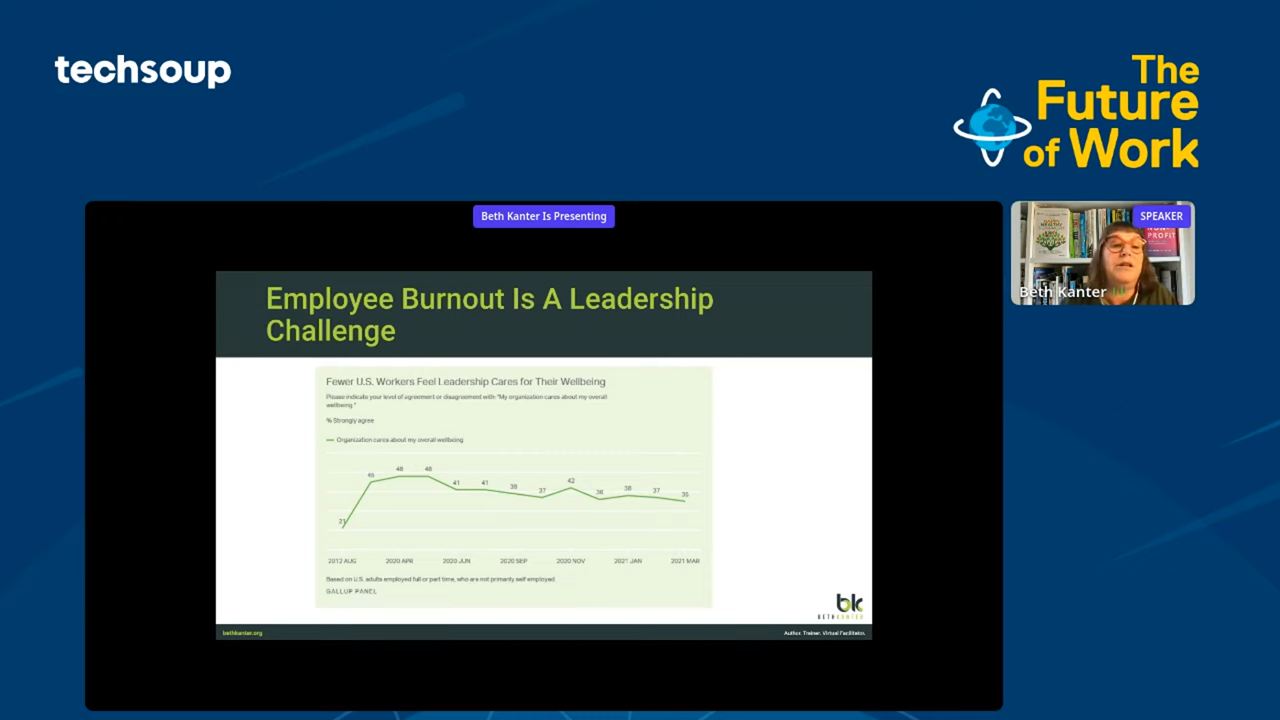 techsoup
The
Future
of Work
Beth Kanter Is Presenting
SPEAKER
Beth Kanter
Employee Burnout Is A Leadership
Challenge
Fewer U.S. Workers Feel Leadership Cares for Their Wellbeing
Please indicate your level of agreement or disagreement with "My organization cares about my overall
wellbeing."
% Strongly agree
Organization cares about my overall wellbeing
48 48
45
41 41 39 37 42 36 38 37 35
21
2012 AUG 2020 APR 2020 JUN 2020 SEP 2020 NOV 2021 JAN 2021 MAR
Based on U.S. adults employed full or part time, who are not primarily self employed
GALLUP PANEL
blc
BETHKANTER
bethkanter.org
Author. Trainer. Virtual Facilitator.